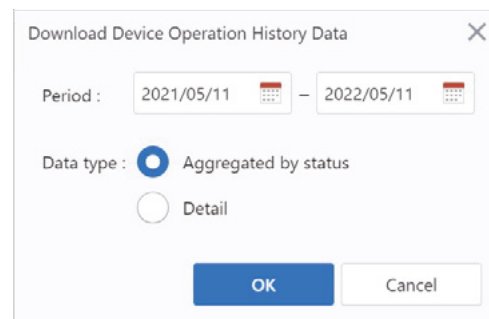 Download Device Operation History Data
Period : 2021/05/11 – 2022/05/11
Data type : Aggregated by status
Detail
OK Cancel